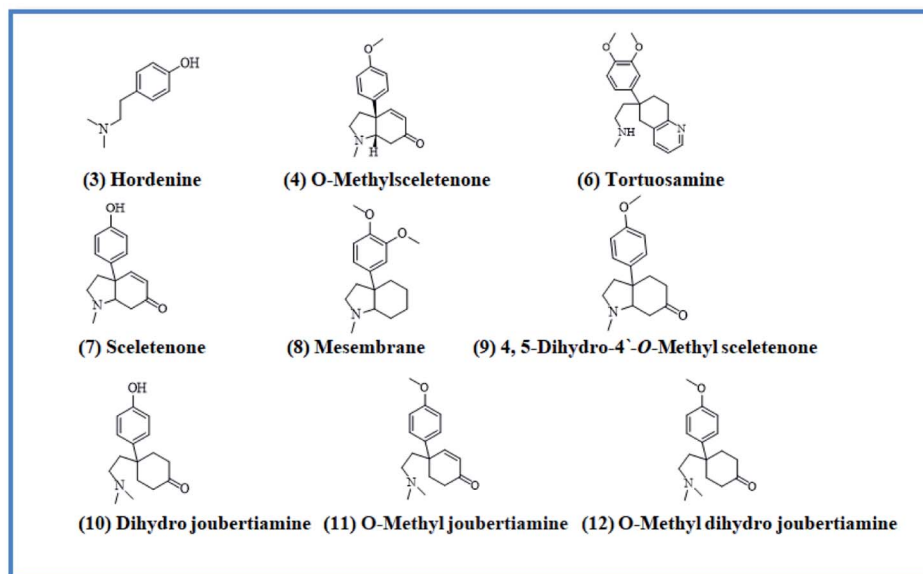 (3) Hordenine (4) O-Methylsceletenone (6) Tortuosamine
(7) Sceletenone (8) Mesembrane (9) 4, 5-Dihydro-4`-O-Methyl sceletenone
(10) Dihydro joubertiamine (11) O-Methyl joubertiamine (12) O-Methyl dihydro joubertiamine
OH
N
O
N
H
O
O
O
NH
N
OH
N
O
O
O
N
O
N
O
OH
N
O
O
N
O
O
N
O